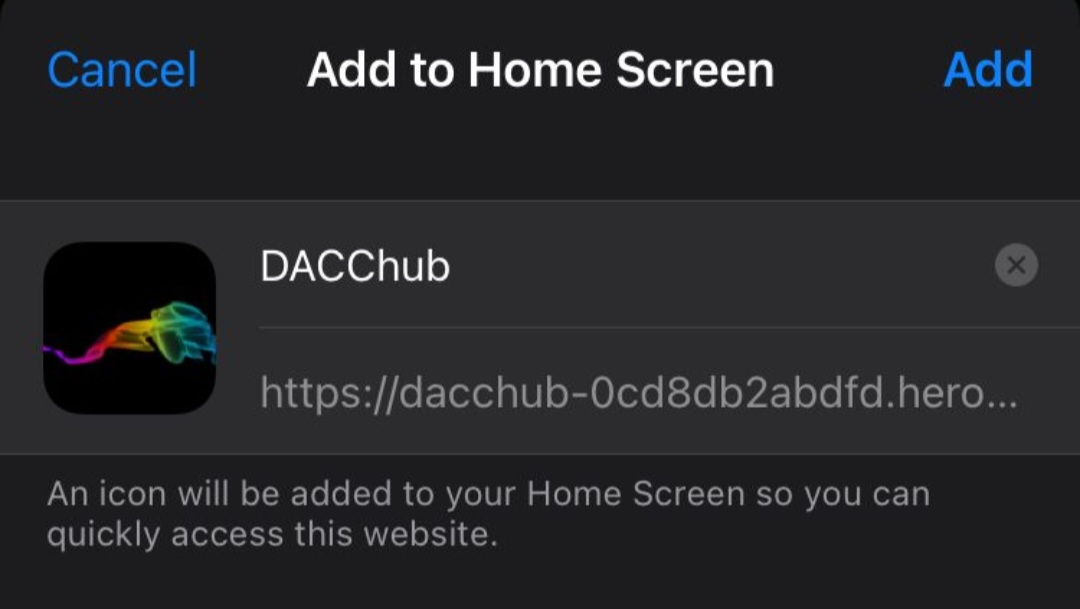 Cancel Add to Home Screen Add
DACChub
https://dacchub-0cd8db2abdfd.hero...
An icon will be added to your Home Screen so you can
quickly access this website.